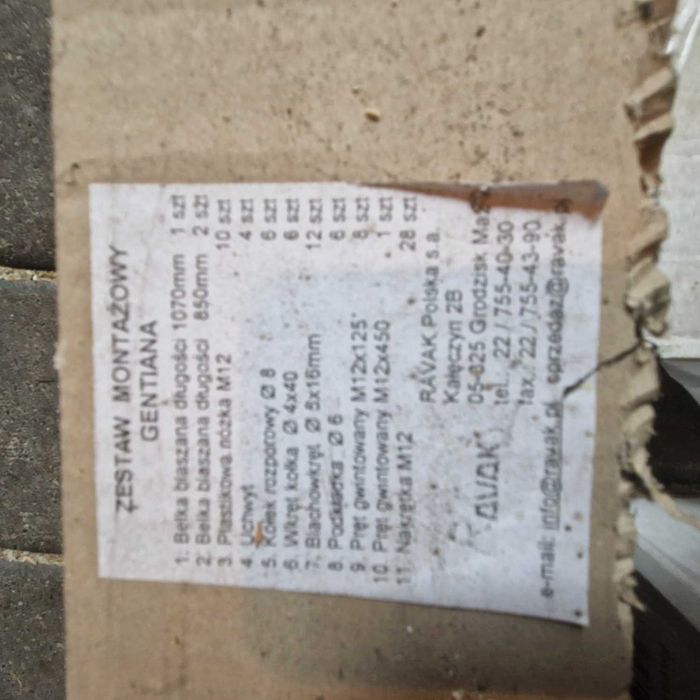 ZESTAW MONTAŻOWY
GENTIANA
1. Belka blaszana długości 1070mm 1 szt
2. Belka blaszana długości 850mm 2 szt
3. Plastikowa nóżka M12 10 szt
4. Uchwyt 4 szt
5. Kołek rozporowy Ø 8 6 szt
6. Wkręt kołka Ø 4x40 6 szt
7. Blachowkręt Ø 5x16mm 12 szt
8. Podkładka Ø 6 6 szt
9. Pręt gwintowany M12x125 8 szt
10. Pręt gwintowany M12x450 1 szt
11. Nakrętka M12 28 szt
RAVAK Polska s.a.
Kałęczyn 2B
05-825 Grodzisk
tel. 22 / 755-40-30
fax. 22 / 755-43-90
e-mail: info@ravak.pl sprzedaz@ravak.pl